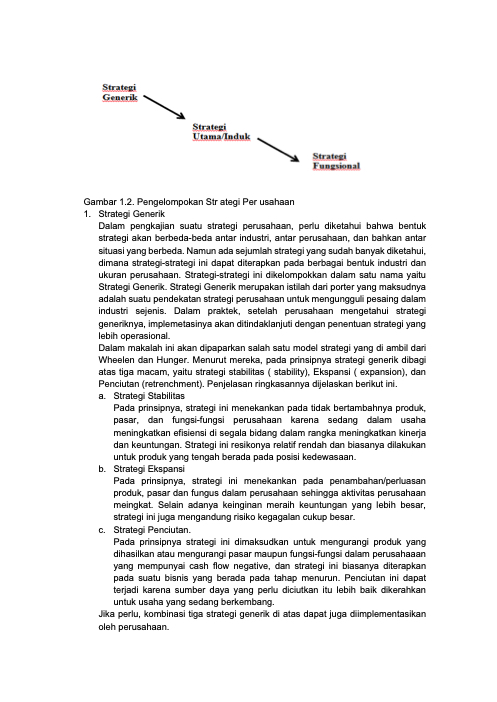 Strategi
Generik
Strategi
Utama/Induk
Strategi
Fungsional
Gambar 1.2. Pengelompokan Str ategi Per usahaan
1. Strategi Generik
Dalam pengkajian suatu strategi perusahaan, perlu diketahui bahwa bentuk
strategi akan berbeda-beda antar industri, antar perusahaan, dan bahkan antar
situasi yang berbeda. Namun ada sejumlah strategi yang sudah banyak diketahui,
dimana strategi-strategi ini dapat diterapkan pada berbagai bentuk industri dan
ukuran perusahaan. Strategi-strategi ini dikelompokkan dalam satu nama yaitu
Strategi Generik. Strategi Generik merupakan istilah dari porter yang maksudnya
adalah suatu pendekatan strategi perusahaan untuk mengungguli pesaing dalam
industri sejenis. Dalam praktek, setelah perusahaan mengetahui strategi
generiknya, implemetasinya akan ditindaklanjuti dengan penentuan strategi yang
lebih operasional.
Dalam makalah ini akan dipaparkan salah satu model strategi yang di ambil dari
Wheelen dan Hunger. Menurut mereka, pada prinsipnya strategi generik dibagi
atas tiga macam, yaitu strategi stabilitas ( stability), Ekspansi ( expansion), dan
Penciutan (retrenchment). Penjelasan ringkasannya dijelaskan berikut ini.
a. Strategi Stabilitas
Pada prinsipnya, strategi ini menekankan pada tidak bertambahnya produk,
pasar, dan fungsi-fungsi perusahaan karena sedang dalam usaha
meningkatkan efisiensi di segala bidang dalam rangka meningkatkan kinerja
dan keuntungan. Strategi ini resikonya relatif rendah dan biasanya dilakukan
untuk produk yang tengah berada pada posisi kedewasaan.
b. Strategi Ekspansi
Pada prinsipnya, strategi ini menekankan pada penambahan/perluasan
produk, pasar dan fungus dalam perusahaan sehingga aktivitas perusahaan
meingkat. Selain adanya keinginan meraih keuntungan yang lebih besar,
strategi ini juga mengandung risiko kegagalan cukup besar.
c. Strategi Penciutan.
Pada prinsipnya strategi ini dimaksudkan untuk mengurangi produk yang
dihasilkan atau mengurangi pasar maupun fungsi-fungsi dalam perusahaaan
yang mempunyai cash flow negative, dan strategi ini biasanya diterapkan
pada suatu bisnis yang berada pada tahap menurun. Penciutan ini dapat
terjadi karena sumber daya yang perlu diciutkan itu lebih baik dikerahkan
untuk usaha yang sedang berkembang.
Jika perlu, kombinasi tiga strategi generik di atas dapat juga diimplementasikan
oleh perusahaan.